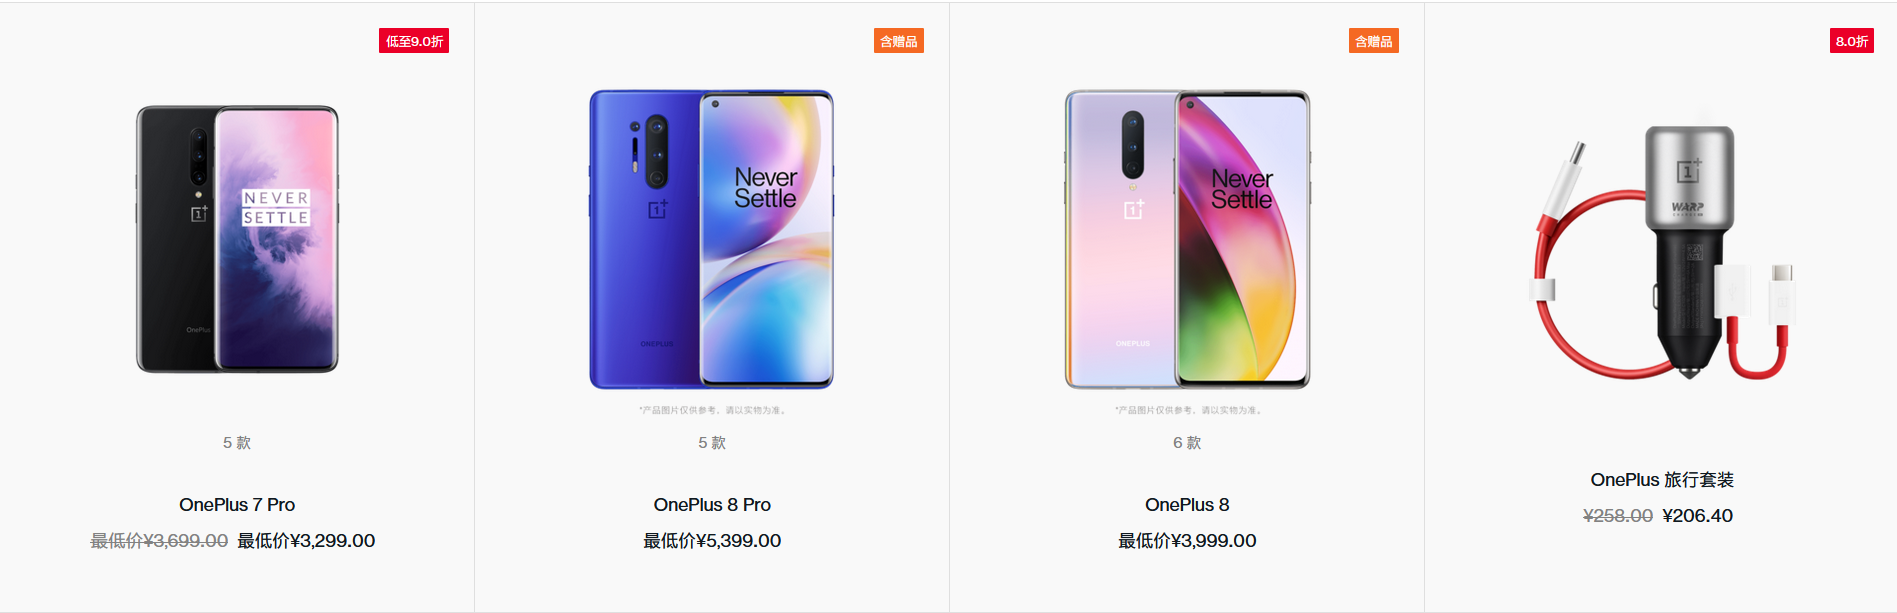 低至9.0折
NEVER
SETTLE
OnePlus
5 款
OnePlus 7 Pro
最低价¥3,699.00 最低价¥3,299.00
含赠品
Never
Settle
ONEPLUS
*产品图片仅供参考，请以实物为准。
5 款
OnePlus 8 Pro
最低价¥5,399.00
含赠品
Never
Settle
ONEPLUS
*产品图片仅供参考，请以实物为准。
6 款
OnePlus 8
最低价¥3,999.00
8.0折
WARP
OnePlus 旅行套装
¥258.00 ¥206.40